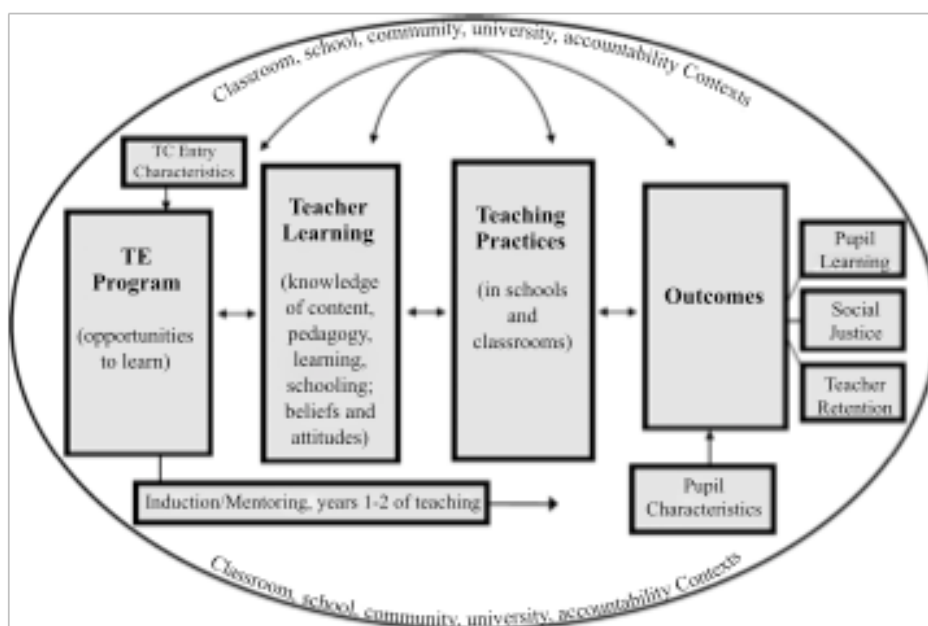 Classroom, school, community, university, accountability Contexts
TC Entry
Characteristics
TE
Program
(opportunities
to learn)
Teacher
Learning
(knowledge
of content,
pedagogy,
learning,
schooling;
beliefs and
attitudes)
Teaching
Practices
(in schools
and
classrooms)
Outcomes
Pupil
Learning
Social
Justice
Teacher
Retention
Induction/Mentoring, years 1-2 of teaching
Pupil
Characteristics
Classroom, school, community, university, accountability Contexts